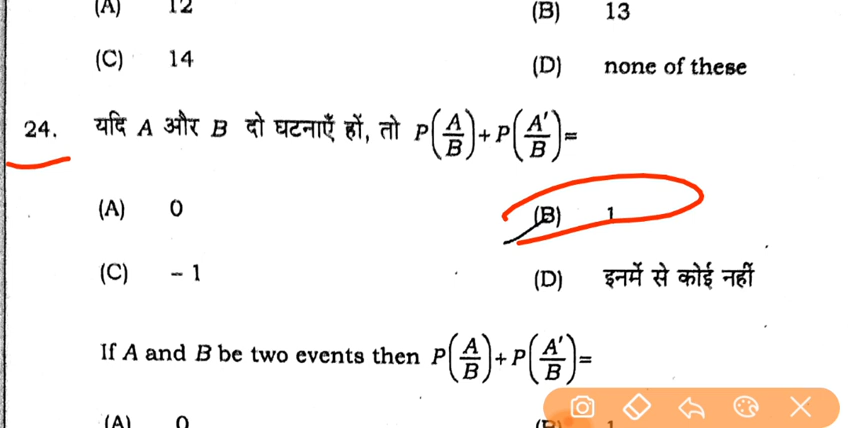 (A) 12 (B) 13
(C) 14 (D) none of these
24. यदि A और B दो घटनाएँ हों, तो P(A/B) + P(A'/B) =
(A) 0 (B) 1
(C) – 1 (D) इनमें से कोई नहीं
If A and B be two events then P(A/B) + P(A'/B) =
(A) 0 (B) 1